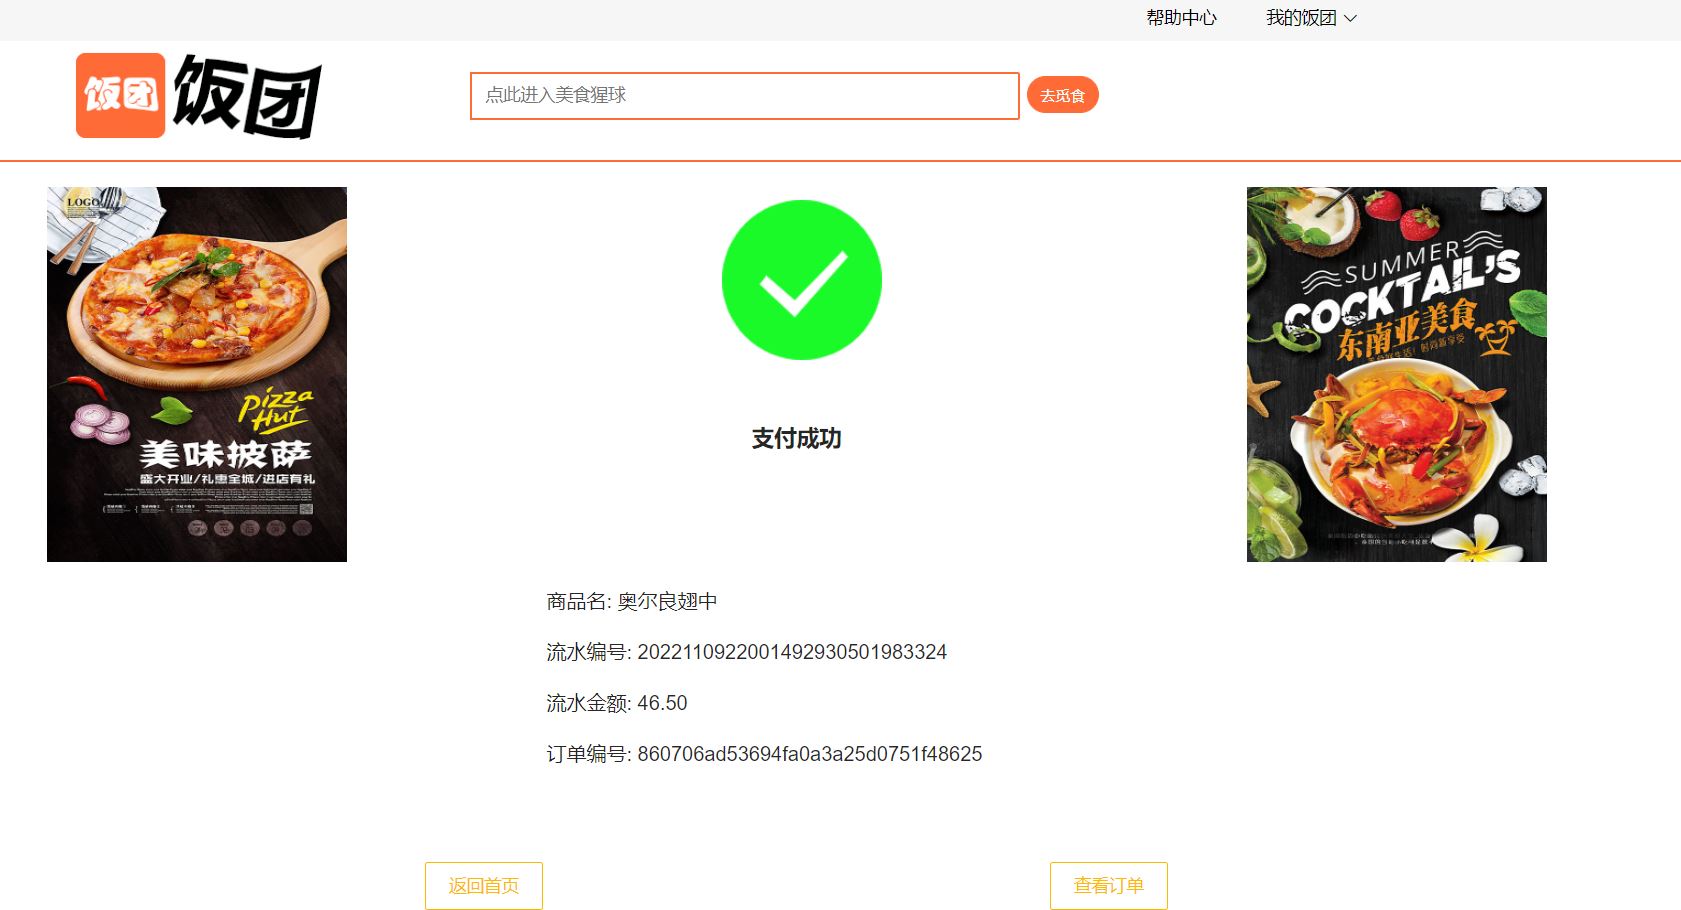 帮助中心
我的饭团
饭团
饭团
点此进入美食猩球
去觅食
LOGO
Pizza
Hut
美味披萨
盛大开业/礼惠全城/进店有礼
SUMMER
COCKTAIL'S
东南亚美食
支付成功
商品名: 奥尔良翅中
流水编号: 2022110922001492930501983324
流水金额: 46.50
订单编号: 860706ad53694fa0a3a25d0751f48625
返回首页
查看订单